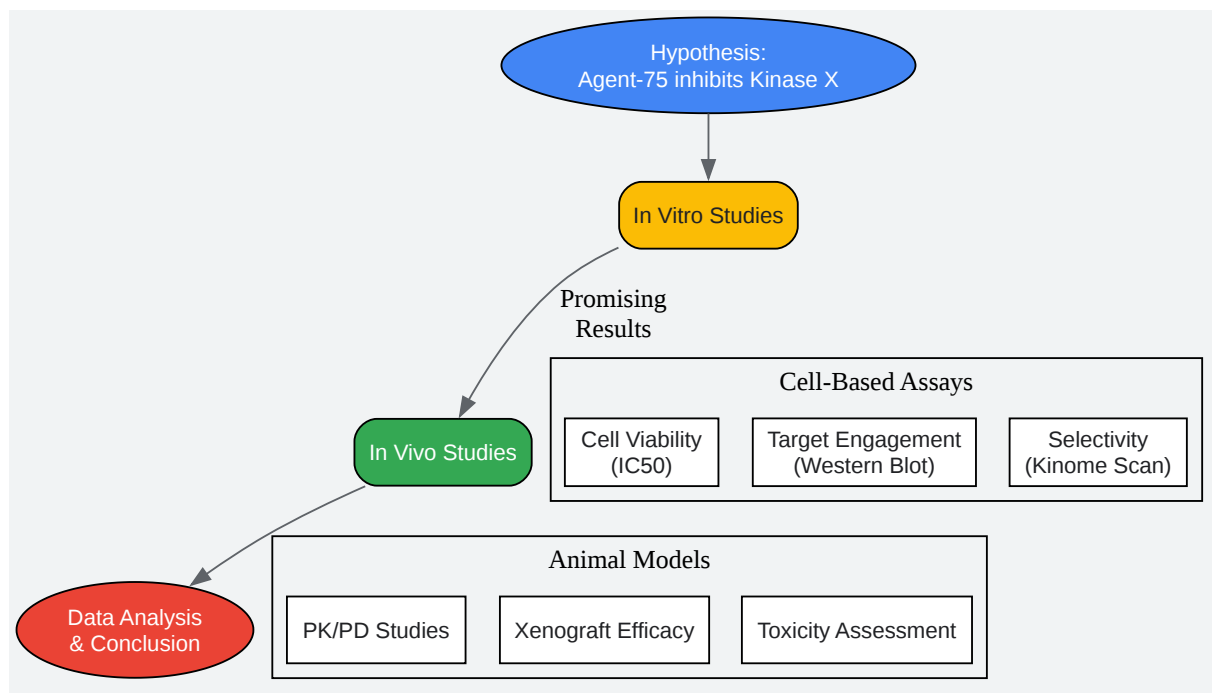 Hypothesis:
Agent-75 inhibits Kinase X
In Vitro Studies
Promising
Results
Cell-Based Assays
Cell Viability
(IC50)
Target Engagement
(Western Blot)
Selectivity
(Kinome Scan)
In Vivo Studies
Animal Models
PK/PD Studies
Xenograft Efficacy
Toxicity Assessment
Data Analysis
& Conclusion